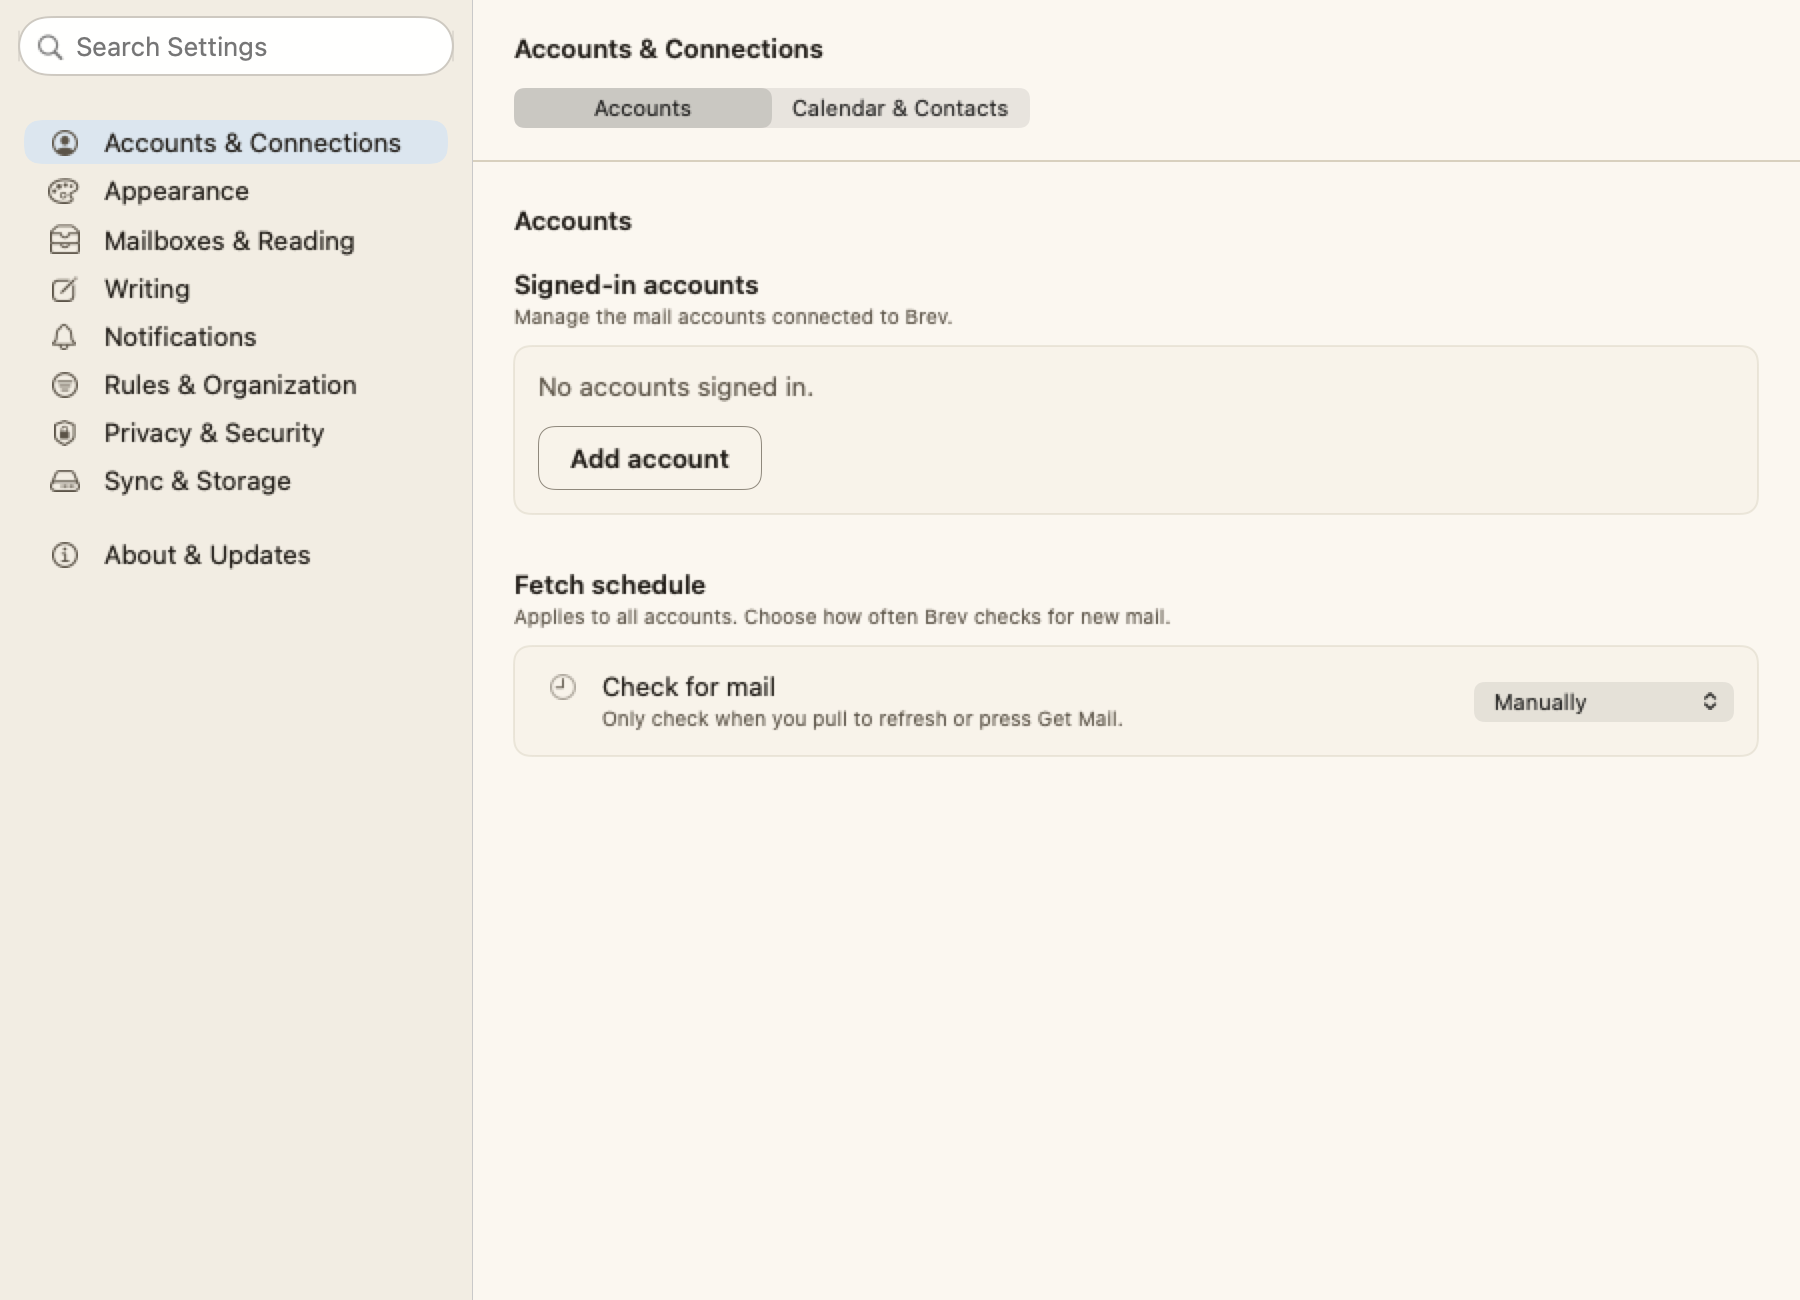 Search Settings
Accounts & Connections
Appearance
Mailboxes & Reading
Writing
Notifications
Rules & Organization
Privacy & Security
Sync & Storage
About & Updates
Accounts & Connections
Accounts
Calendar & Contacts
Accounts
Signed-in accounts
Manage the mail accounts connected to Brev.
No accounts signed in.
Add account
Fetch schedule
Applies to all accounts. Choose how often Brev checks for new mail.
Check for mail
Only check when you pull to refresh or press Get Mail.
Manually